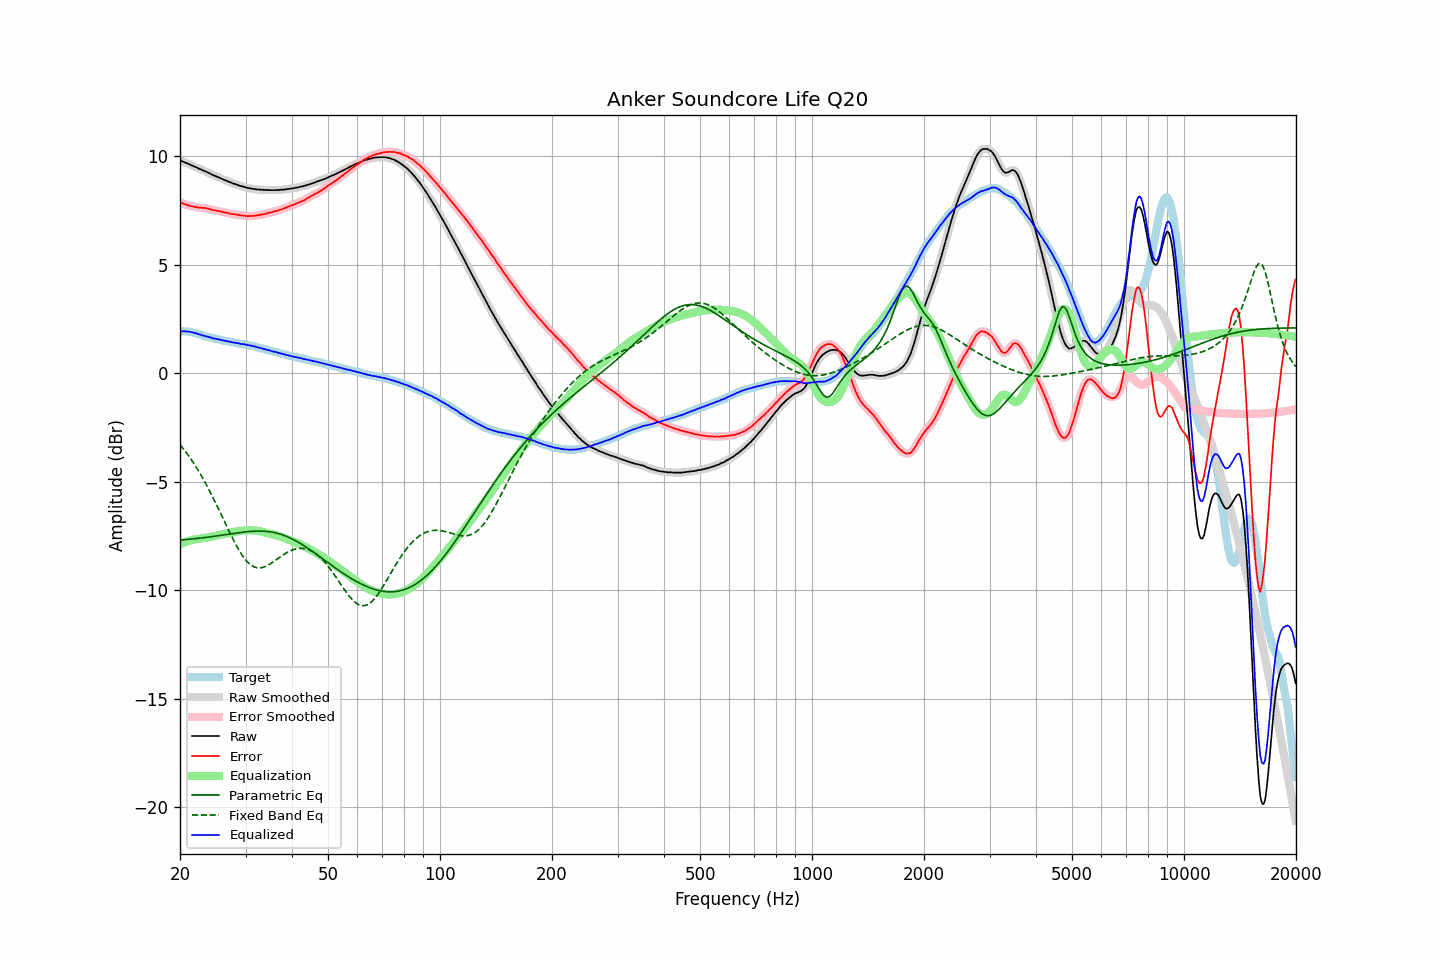 Anker Soundcore Life Q20
Amplitude (dBr)
10
5
0
−5
−10
−15
−20
Target
Raw Smoothed
Error Smoothed
Raw
Error
Equalization
Parametric Eq
Fixed Band Eq
Equalized
20 50 100 200 500 1000 2000 5000 10000 20000
Frequency (Hz)